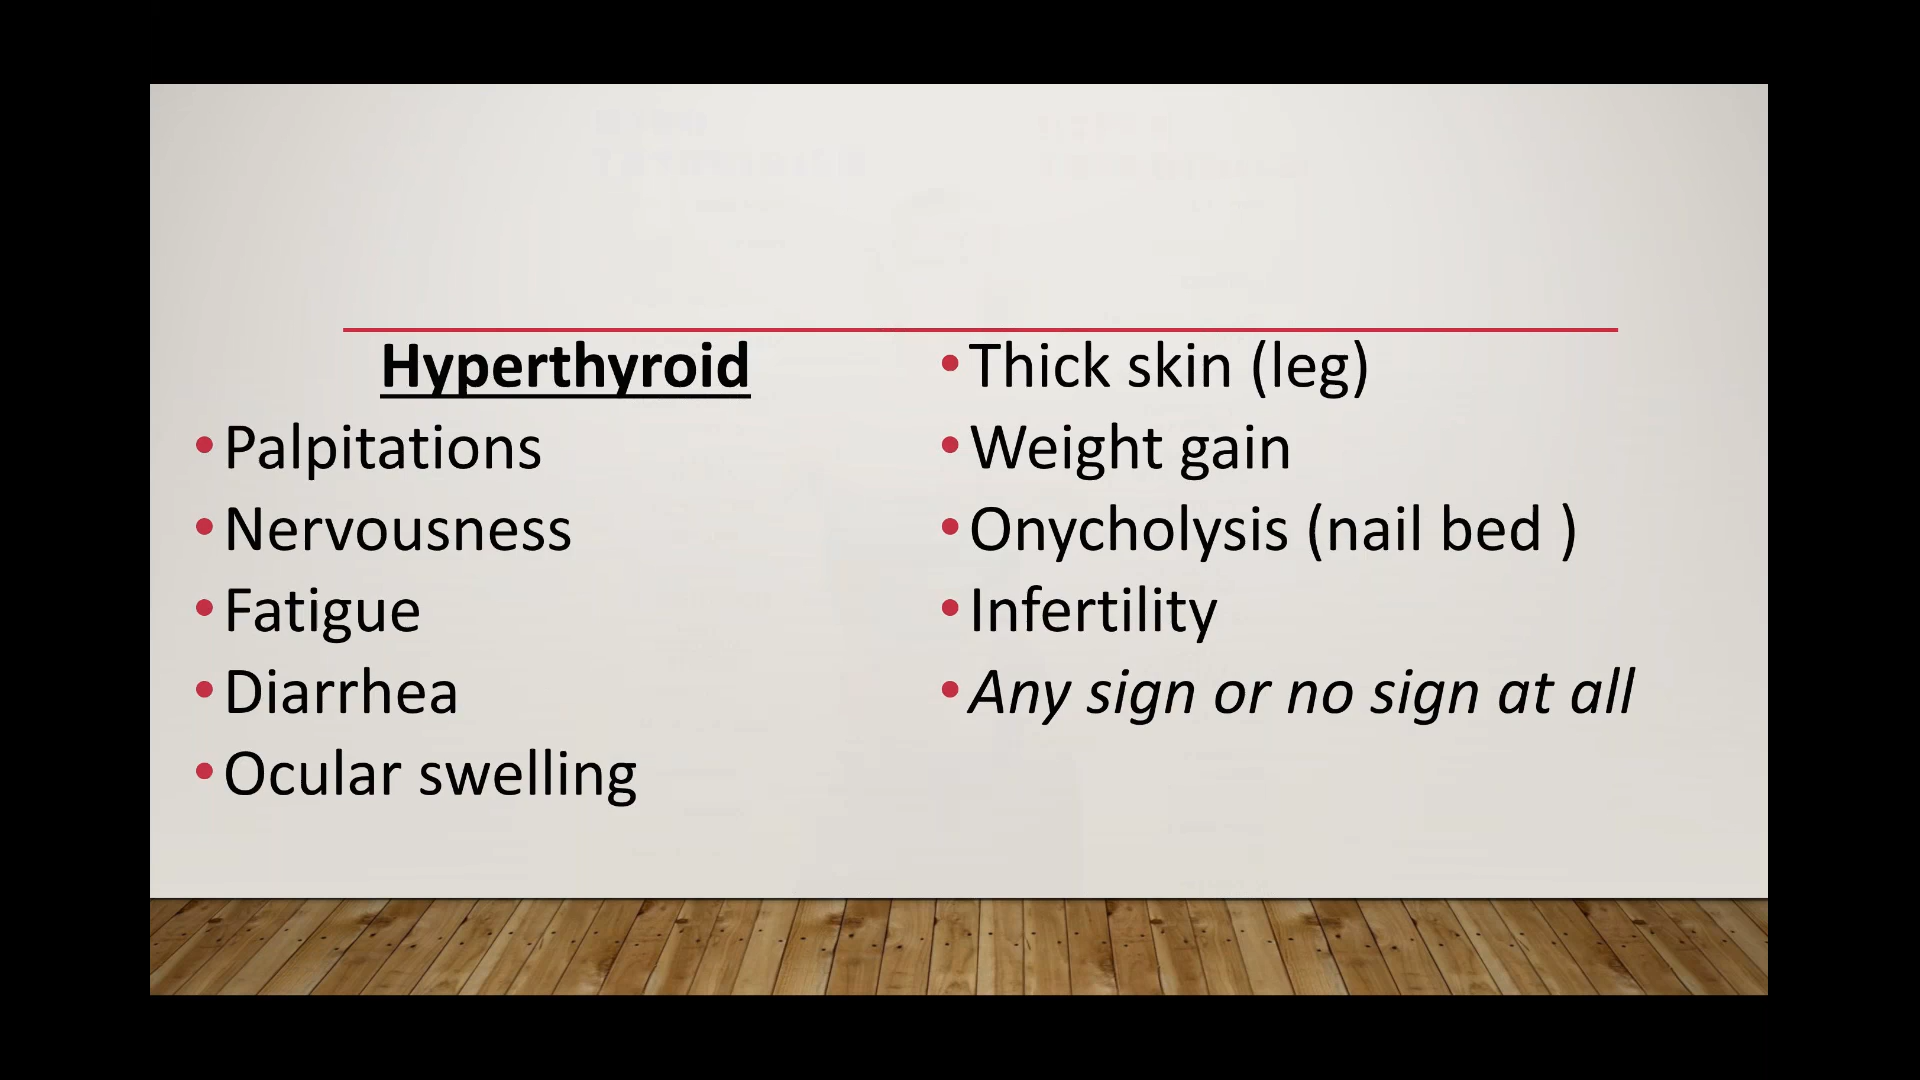 Hyperthyroid
• Palpitations
• Nervousness
• Fatigue
• Diarrhea
• Ocular swelling
• Thick skin (leg)
• Weight gain
• Onycholysis (nail bed )
• Infertility
• Any sign or no sign at all